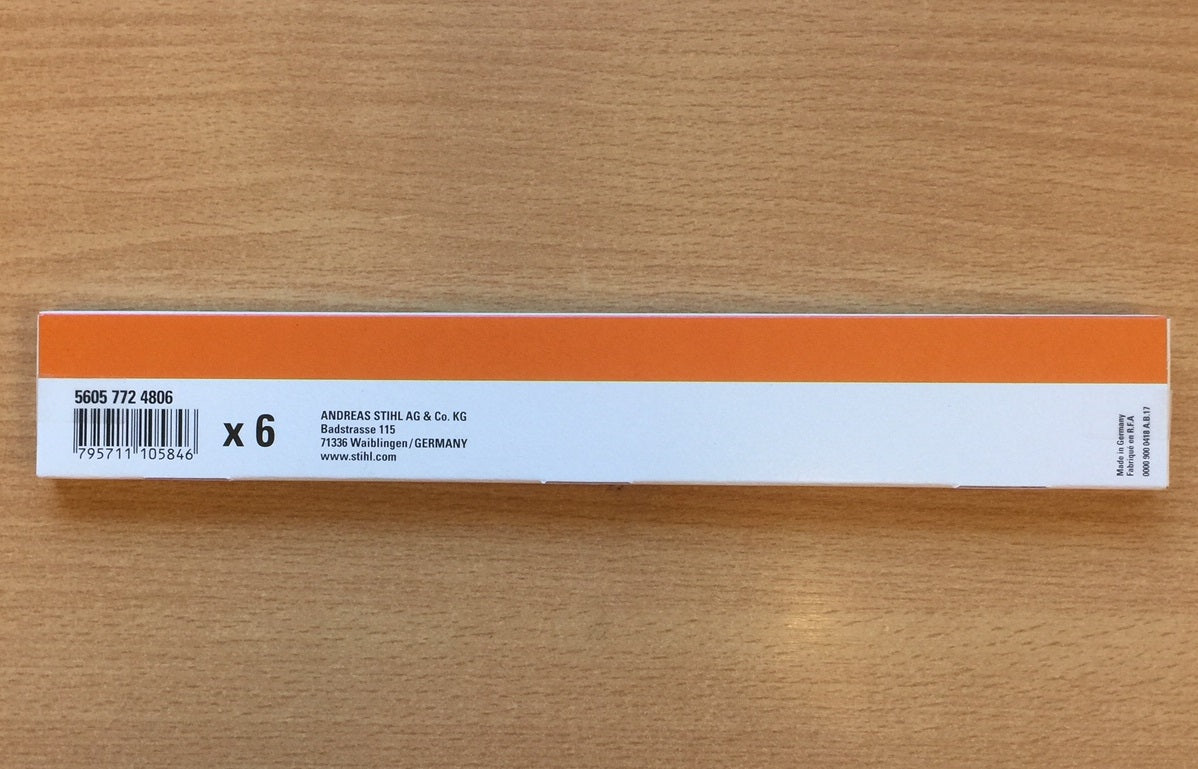 5605 772 4806
795711 105846
x 6
ANDREAS STIHL AG & Co. KG
Badstrasse 115
71336 Waiblingen/GERMANY
www.stihl.com
Made in Germany
Fabriqué en R.F.A
0000 900 0418 A.B.17